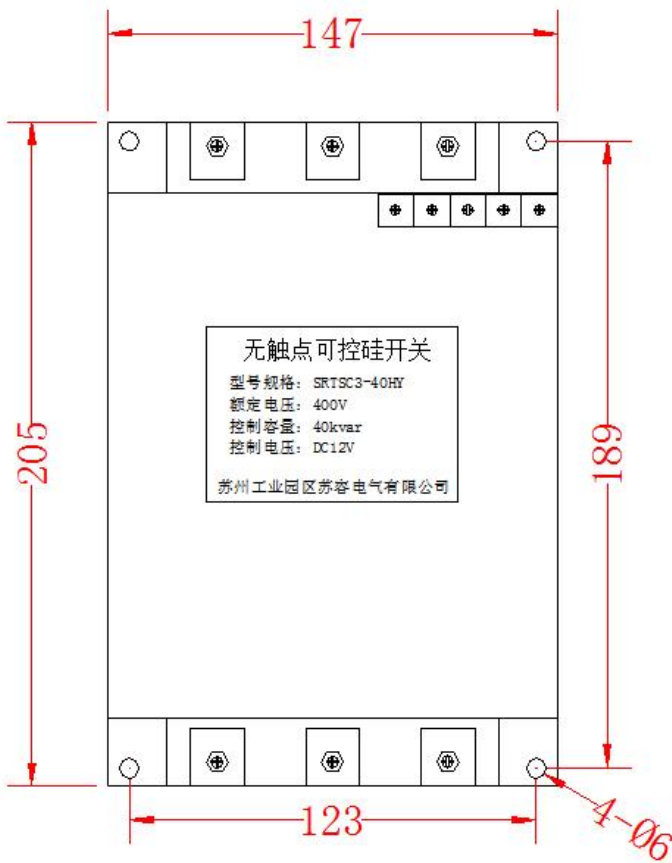 147
205
189
无触点可控硅开关
型号规格：SRTSC3-40HY
额定电压：400V
控制容量：40kvar
控制电压：DC12V
苏州工业园区苏容电气有限公司
123
4-Ø6